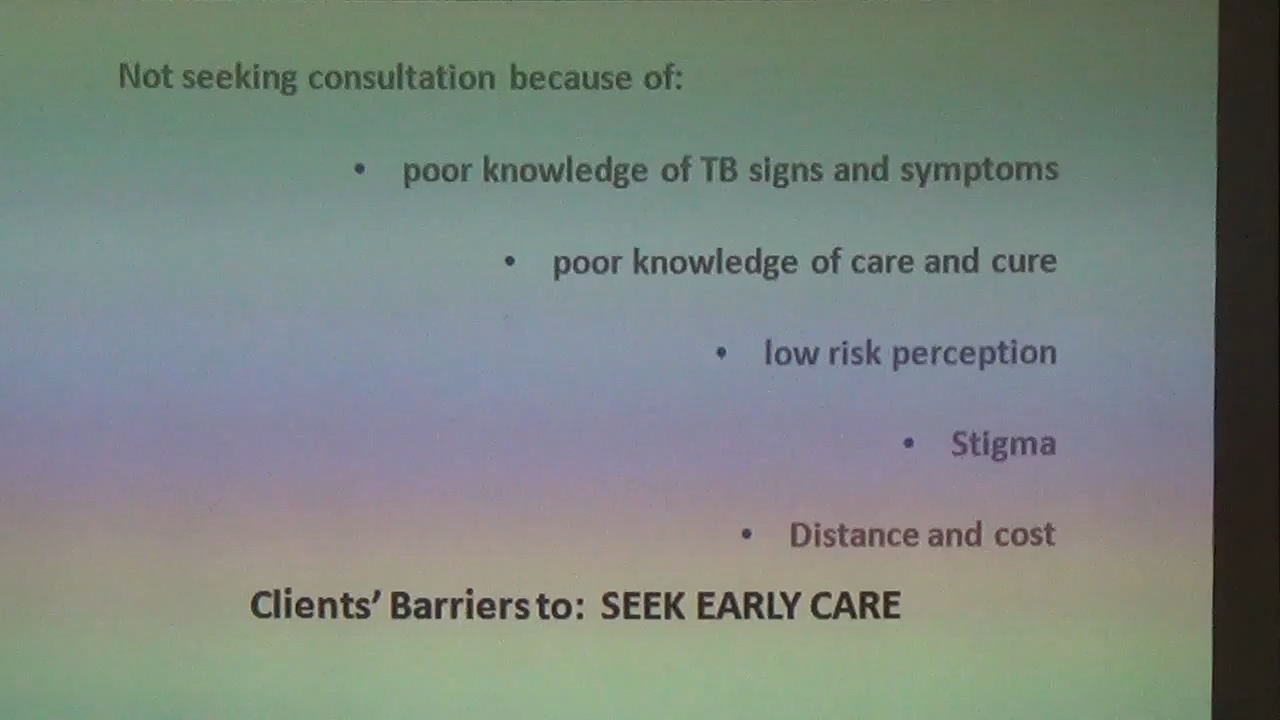 Not seeking consultation because of:
• poor knowledge of TB signs and symptoms
• poor knowledge of care and cure
• low risk perception
• Stigma
• Distance and cost
Clients’ Barriers to: SEEK EARLY CARE